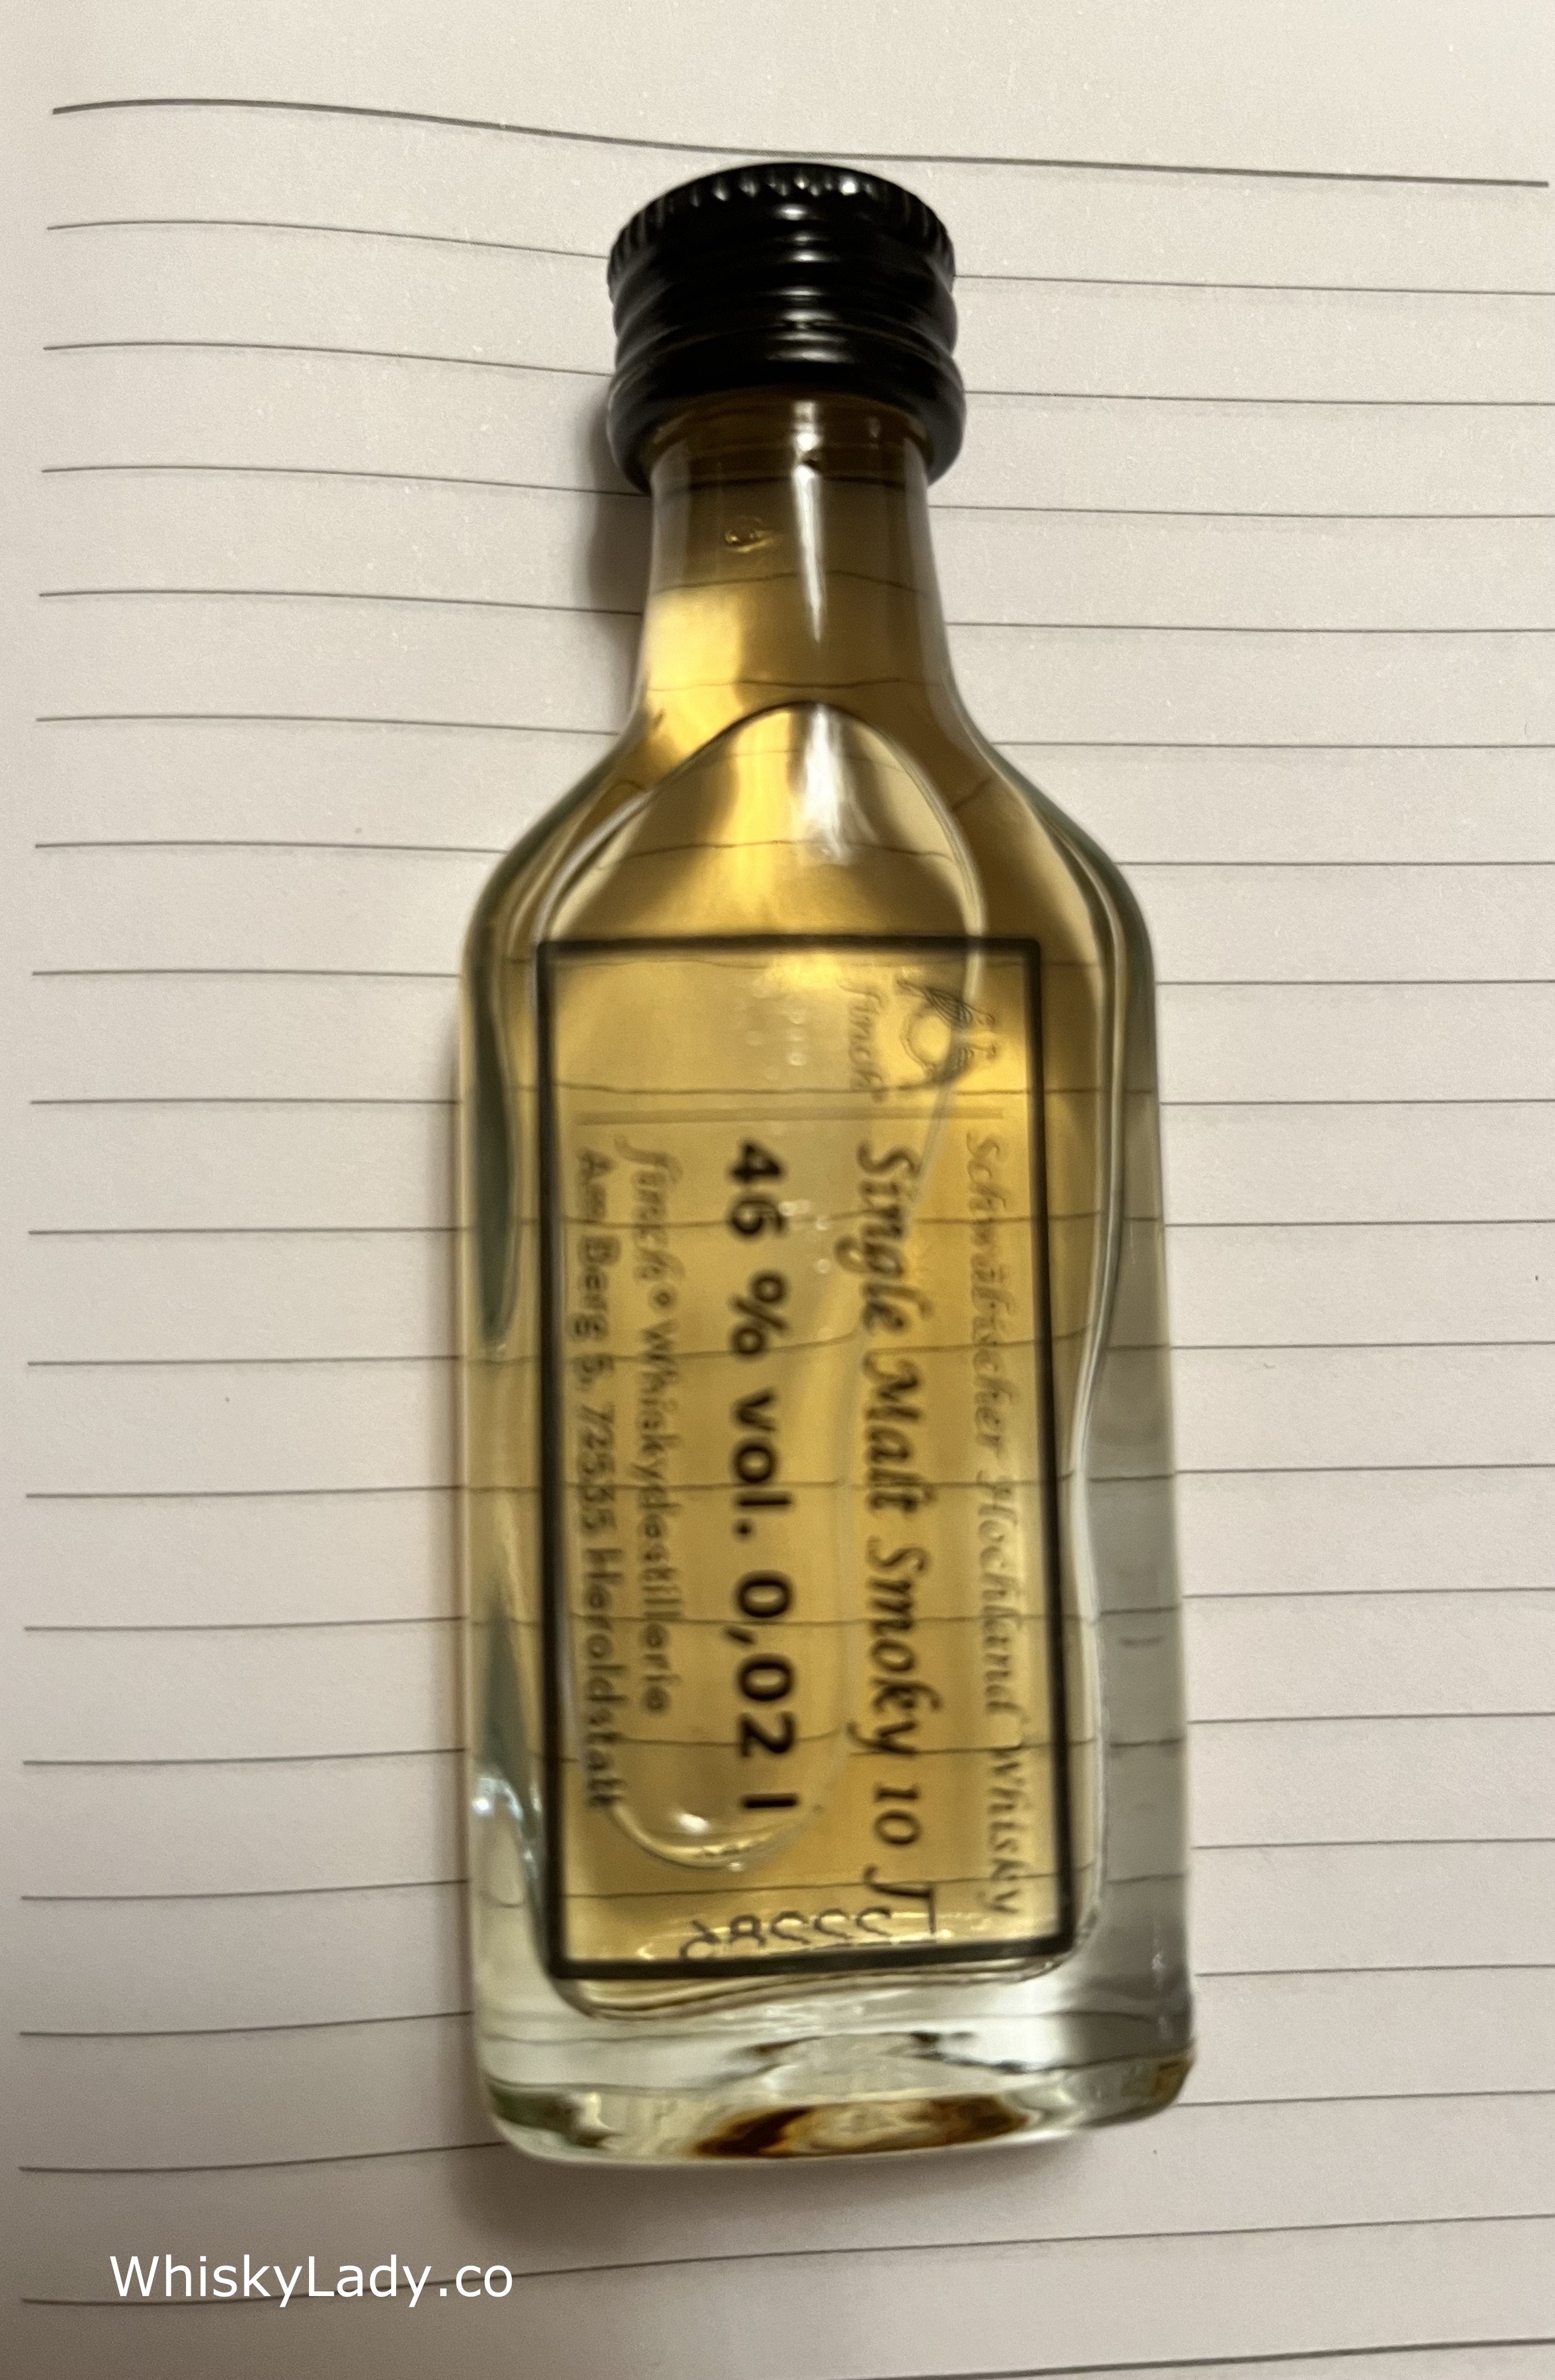 finch®
Schwäbischer Hochland Whisky
Single Malt Smoky 10 J
46 % vol. 0,02 l
finch® Whiskydestillerie
Am Berg 5, 72535 Heroldstatt
WhiskyLady.co